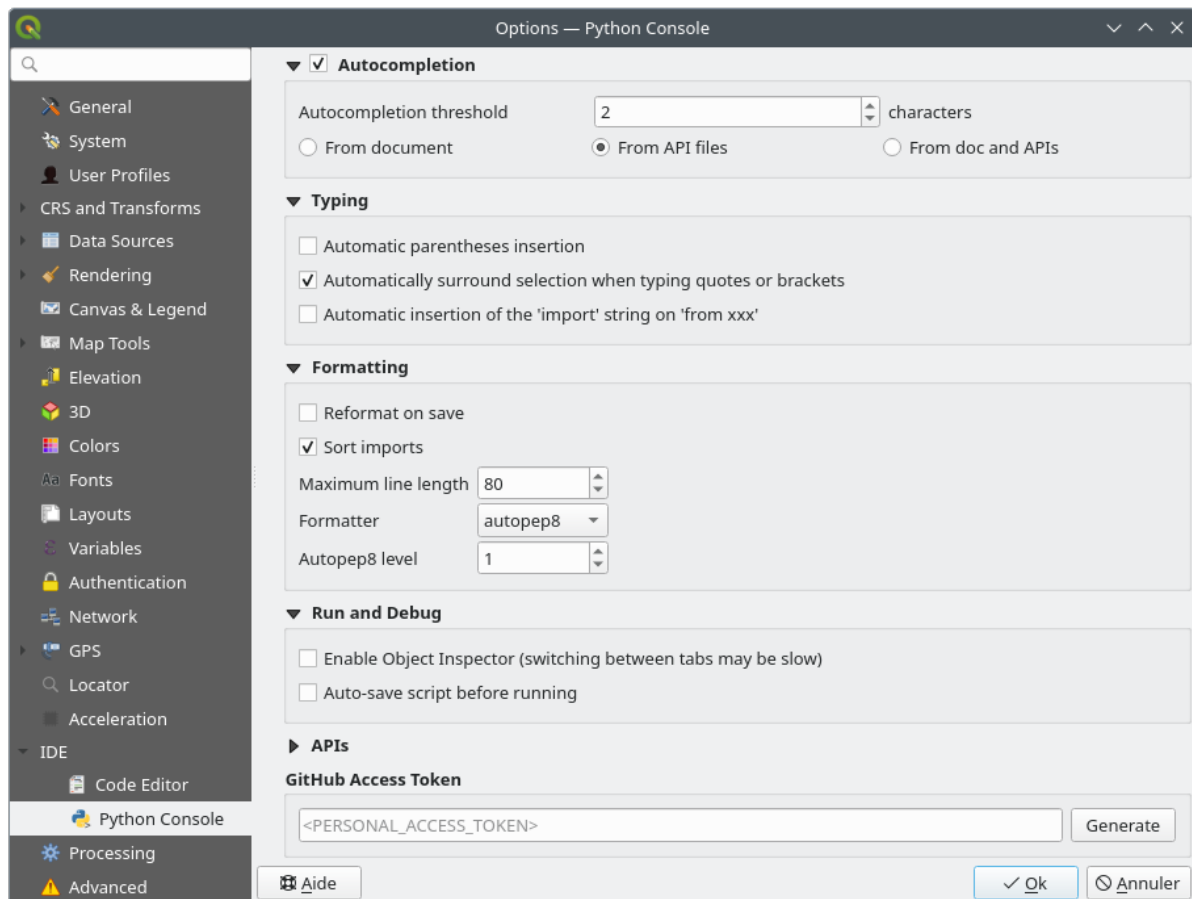 Options — Python Console
General
System
User Profiles
CRS and Transforms
Data Sources
Rendering
Canvas & Legend
Map Tools
Elevation
3D
Colors
Fonts
Layouts
Variables
Authentication
Network
GPS
Locator
Acceleration
IDE
Code Editor
Python Console
Processing
Advanced
Autocompletion
Autocompletion threshold 2 characters
From document From API files From doc and APIs
Typing
Automatic parentheses insertion
Automatically surround selection when typing quotes or brackets
Automatic insertion of the 'import' string on 'from xxx'
Formatting
Reformat on save
Sort imports
Maximum line length 80
Formatter autopep8
Autopep8 level 1
Run and Debug
Enable Object Inspector (switching between tabs may be slow)
Auto-save script before running
APIs
GitHub Access Token
<PERSONAL_ACCESS_TOKEN> Generate
Aide Ok Annuler